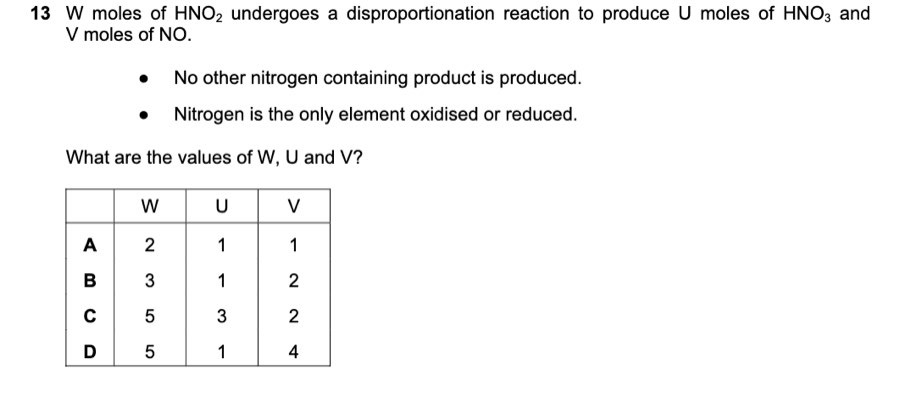 13 W moles of HNO2 undergoes a disproportionation reaction to produce U moles of HNO3 and
V moles of NO.
• No other nitrogen containing product is produced.
• Nitrogen is the only element oxidised or reduced.
What are the values of W, U and V?
W U V
A 2 1 1
B 3 1 2
C 5 3 2
D 5 1 4